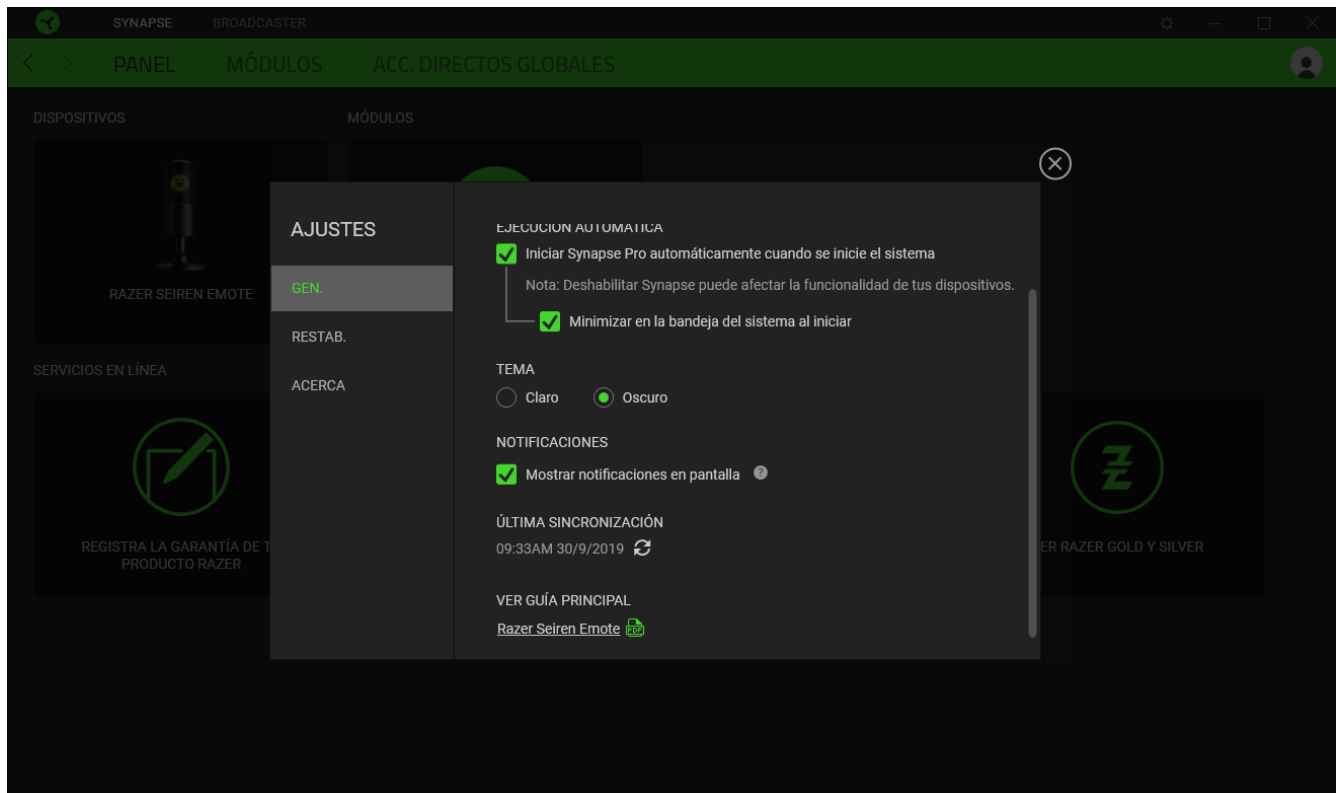 SYNAPSE
BROADCASTER
PANEL
MÓDULOS
ACC. DIRECTOS GLOBALES
DISPOSITIVOS
MÓDULOS
RAZER SEIREN EMOTE
SERVICIOS EN LÍNEA
REGISTRA LA GARANTÍA DE T
PRODUCTO RAZER
ER RAZER GOLD Y SILVER
AJUSTES
GEN.
RESTAB.
ACERCA
EJECUCIÓN AUTOMÁTICA
Iniciar Synapse Pro automáticamente cuando se inicie el sistema
Nota: Deshabilitar Synapse puede afectar la funcionalidad de tus dispositivos.
Minimizar en la bandeja del sistema al iniciar
TEMA
Claro
Oscuro
NOTIFICACIONES
Mostrar notificaciones en pantalla
ÚLTIMA SINCRONIZACIÓN
09:33AM 30/9/2019
VER GUÍA PRINCIPAL
Razer Seiren Emote
PDF